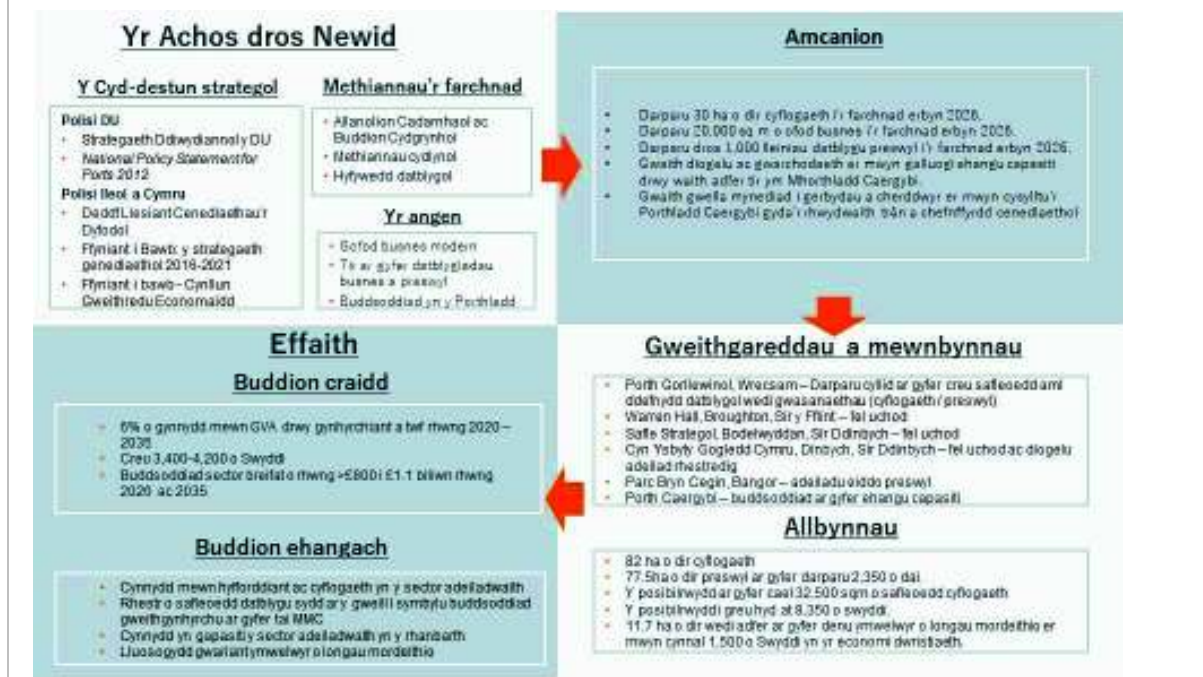 Yr Achos dros Newid
Y Cyd-destun strategol
Polisi DU
• Strategaeth Ddiwydiannol y DU
• National Policy Statement for
Ports 2012
Polisi lleol a Cymru
• Deddf Llesiant Cenedlaethau'r
Dyfodol
• Ffyniant i Bawb: y strategaeth
genedlaethol 2016-2021
• Ffyniant i bawb – Cynllun
Gweithredu Economaidd
Methiannau'r farchnad
• Allanolion Cadarnhaol ac
Buddion Cydgrynhol
• Methiannau cydlynol
• Hyfywedd datblygol
Yr angen
• Gofod busnes modern
• Tir ar gyfer datblygiadau
busnes a preswyl
• Buddsoddiad yn y Porthladd
Amcanion
• Darparu 30 ha o dir cyflogaeth i'r farchnad erbyn 2026.
• Darparu 20,000 sq m o ofod busnes i'r farchnad erbyn 2026.
• Darparu dros 1,000 lleiniau datblygu preswyl i'r farchnad erbyn 2026.
• Gwaith diogelu ac gwarchodaeth er mwyn galluogi ehangu capasiti
drwy waith adfer tir ym Mhorthladd Caergybi.
• Gwaith gwella mynediad i gerbydau a cherddwyr er mwyn cysylltu'r
Porthladd Caergybi gyda'r rhwydwaith trên a chefnffyrdd cenedlaethol
Gweithgareddau a mewnbynnau
• Porth Gorllewinol, Wrecsam – Darparu cyllid ar gyfer creu safleoedd aml
ddefnydd datblygol wedi gwasanaethau (cyflogaeth / preswyl)
• Warren Hall, Broughton, Sir y Fflint – fel uchod
• Safle Strategol, Bodelwyddan, Sir Ddinbych – fel uchod
• Cyn Ysbyty Gogledd Cymru, Dinbych, Sir Ddinbych – fel uchod ac diogelu
adeilad rhestredig
• Parc Bryn Cegin, Bangor – adeiladu eiddo preswyl
• Porth Caergybi – buddsoddiad ar gyfer ehangu capasiti
Allbynnau
• 82 ha o dir cyflogaeth
• 77.5ha o dir preswyl ar gyfer darparu 2,350 o dai
• Y posibilrwydd ar gyfer cael 32,500 sqm o safleoedd cyflogaeth
• Y posibilrwydd i greu hyd at 8,350 o swyddi.
• 11.7 ha o dir wedi adfer ar gyfer denu ymwelwyr o longau mordeithio er
mwyn cynnal 1,500 o Swyddi yn yr economi dwristiaeth.
Effaith
Buddion craidd
• 6% o gynnydd mewn GVA drwy gynhyrchiant a twf rhwng 2020 –
2035
• Creu 3,400-4,200 o Swyddi
• Buddsoddiad sector breifat o rhwng >£800 i £1.1 biliwn rhwng
2020 ac 2035
Buddion ehangach
• Cynnydd mewn hyfforddiant ac cyflogaeth yn y sector adeiladwaith
• Rhestr o safleoedd datblygu sydd ar y gweill i symbylu buddsoddiad
gweithgynhyrchu ar gyfer tai MMC
• Cynnydd yn gapasiti y sector adeiladwath yn y rhanbarth
• Lluosogydd gwariant ymwelwyr o longau mordeithio